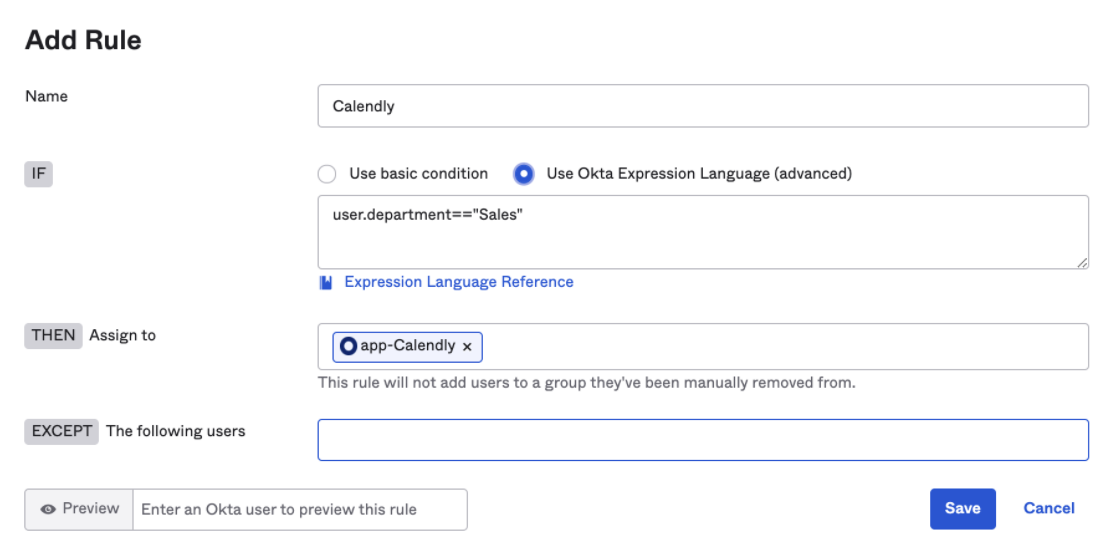 Add Rule
Name
Calendly
IF
Use basic condition
Use Okta Expression Language (advanced)
user.department=="Sales"
Expression Language Reference
THEN Assign to
app-Calendly ×
This rule will not add users to a group they've been manually removed from.
EXCEPT The following users
Preview
Enter an Okta user to preview this rule
Save
Cancel